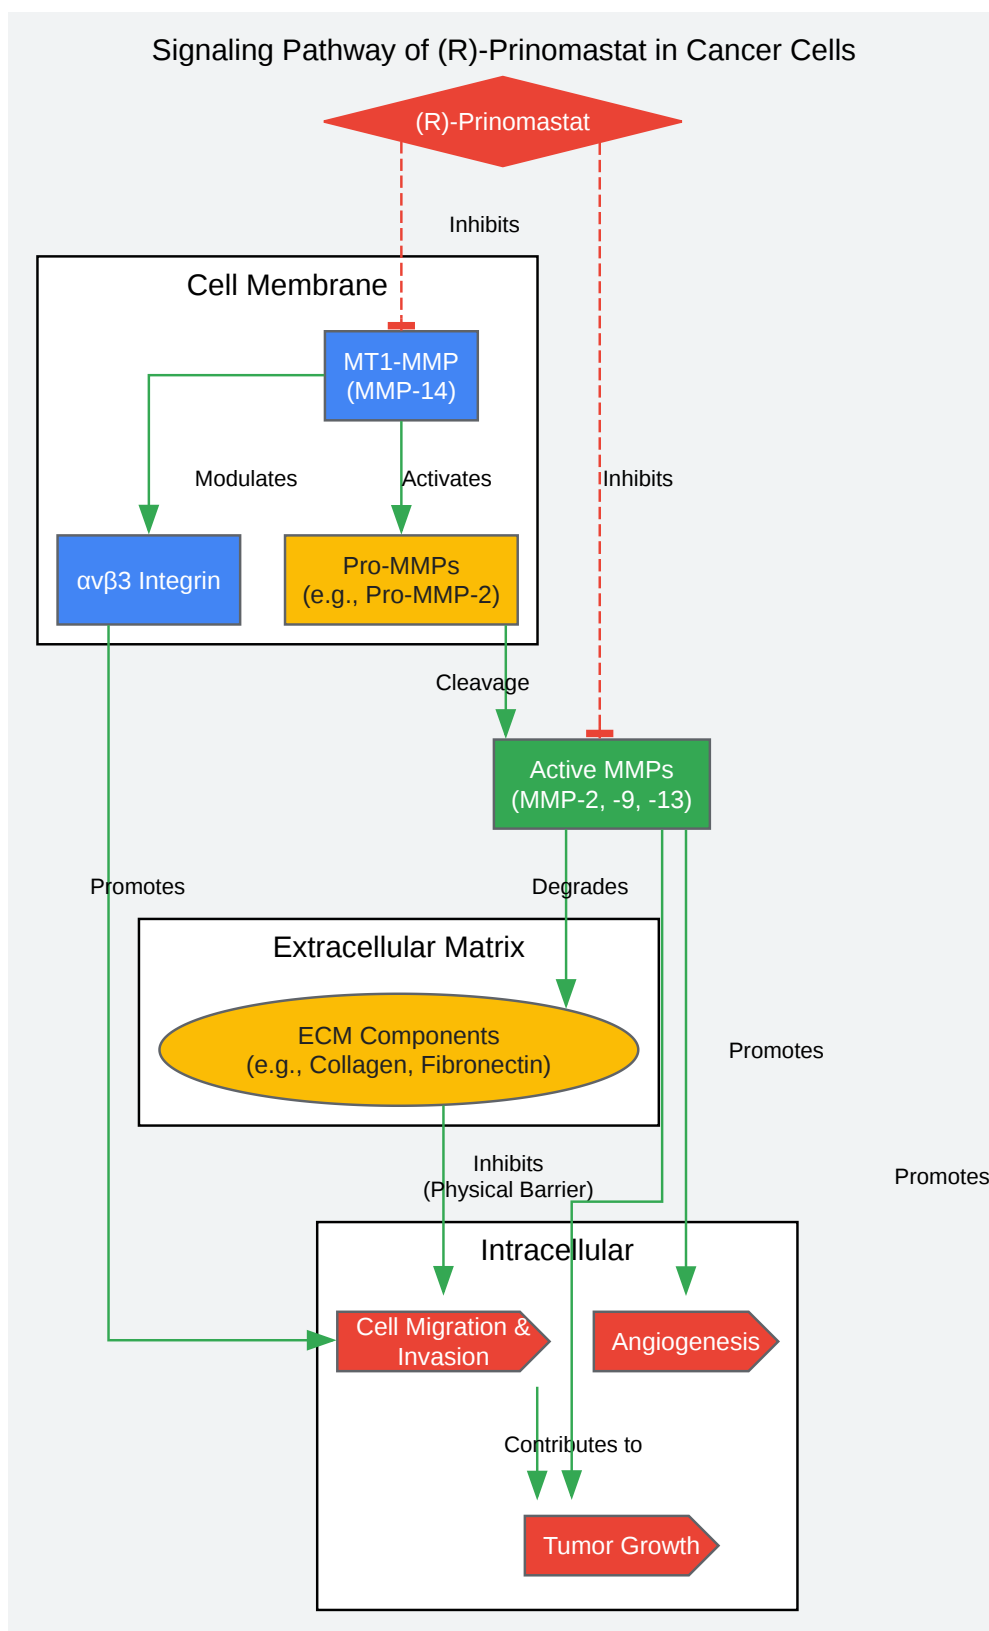 Signaling Pathway of (R)-Prinomastat in Cancer Cells
(R)-Prinomastat
Inhibits
Cell Membrane
MT1-MMP
(MMP-14)
Modulates
Activates
Inhibits
αvβ3 Integrin
Pro-MMPs
(e.g., Pro-MMP-2)
Cleavage
Active MMPs
(MMP-2, -9, -13)
Promotes
Degrades
Extracellular Matrix
ECM Components
(e.g., Collagen, Fibronectin)
Promotes
Inhibits
(Physical Barrier)
Promotes
Intracellular
Cell Migration &
Invasion
Angiogenesis
Contributes to
Tumor Growth